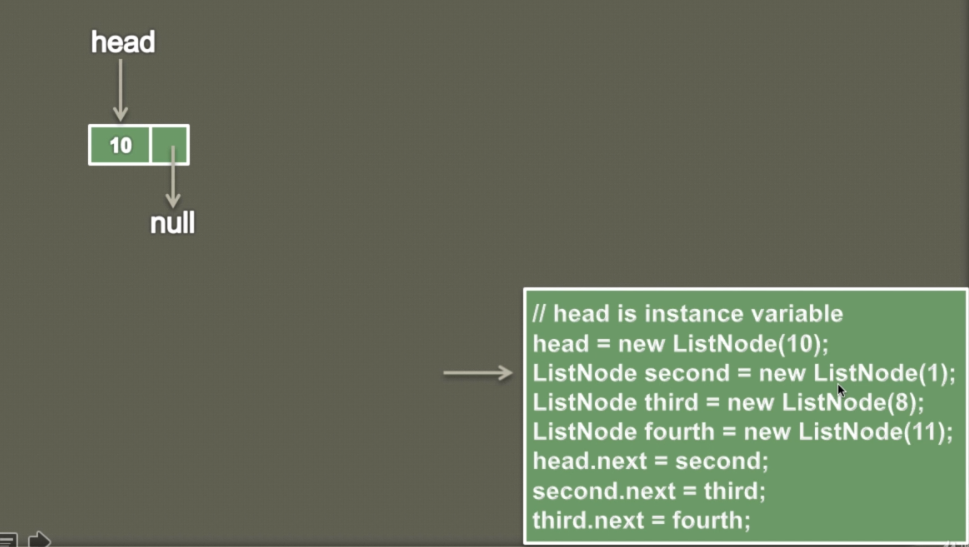 head
10
null
// head is instance variable
head = new ListNode(10);
ListNode second = new ListNode(1);
ListNode third = new ListNode(8);
ListNode fourth = new ListNode(11);
head.next = second;
second.next = third;
third.next = fourth;